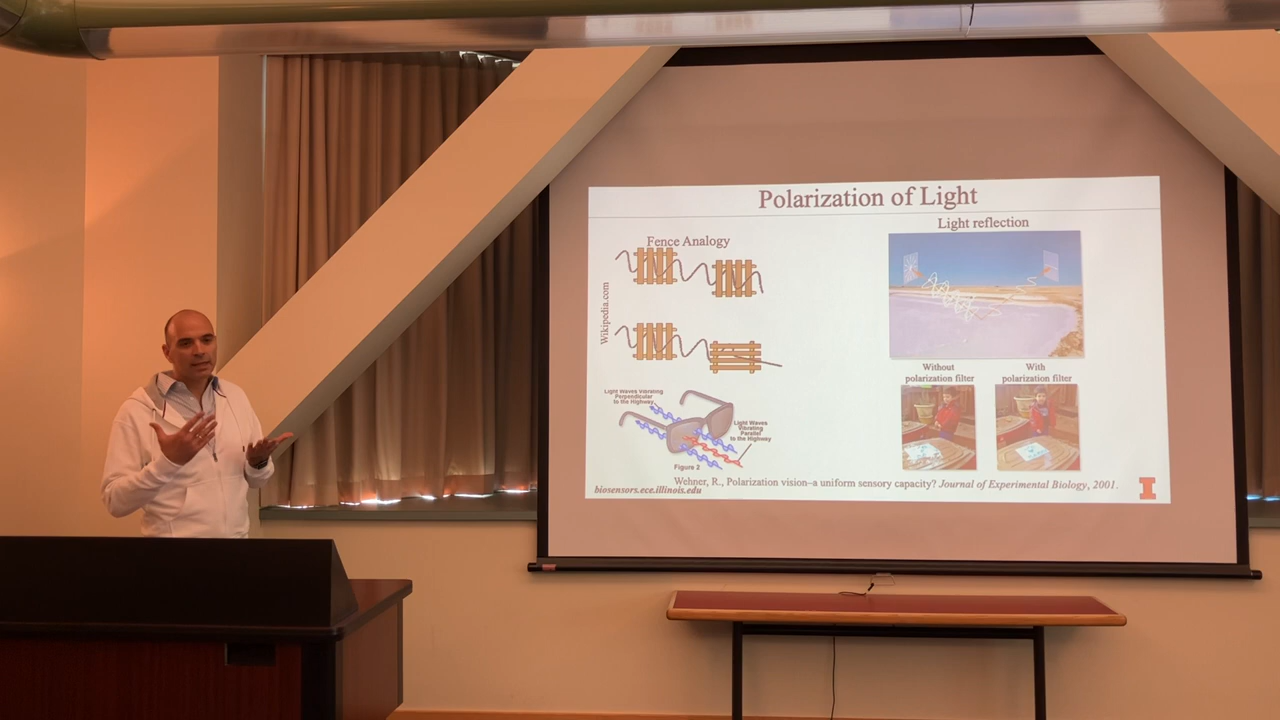 Polarization of Light
Fence Analogy
Wikipedia.com
Light Waves Vibrating
Perpendicular
to the Highway
Light Waves
Vibrating
Parallel
to the Highway
Figure 2
Light reflection
Without
polarization filter
With
polarization filter
Wehner, R., Polarization vision–a uniform sensory capacity? Journal of Experimental Biology, 2001.
biosensors.ece.illinois.edu
I